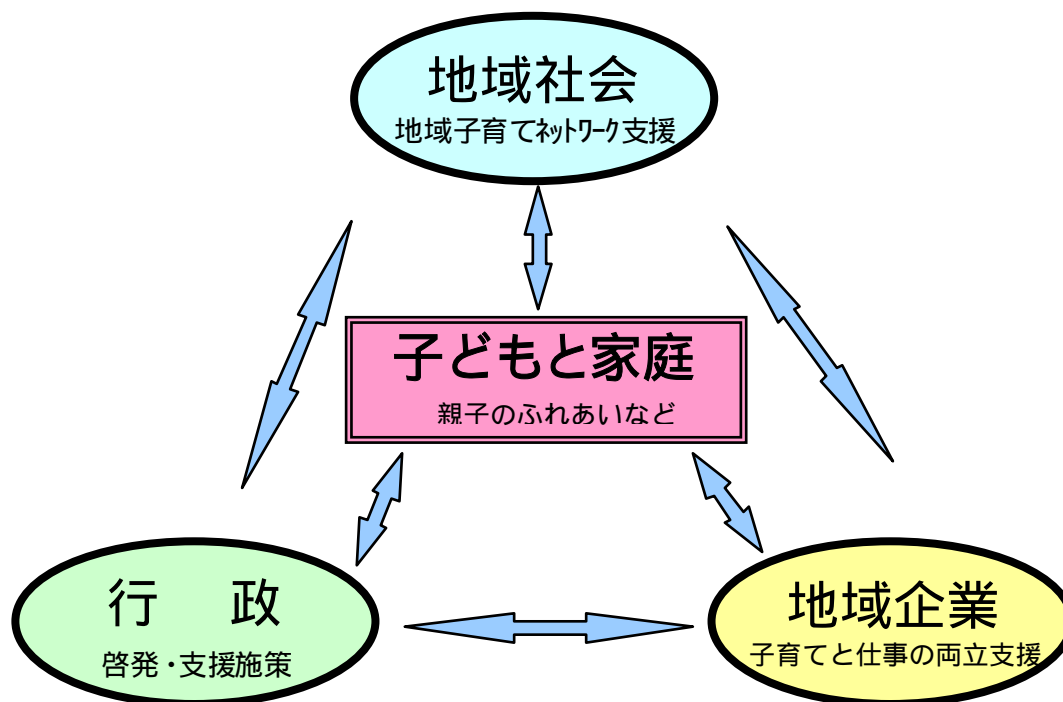 地域社会
地域子育てネットワーク支援
子どもと家庭
親子のふれあいなど
行　政
啓発・支援施策
地域企業
子育てと仕事の両立支援